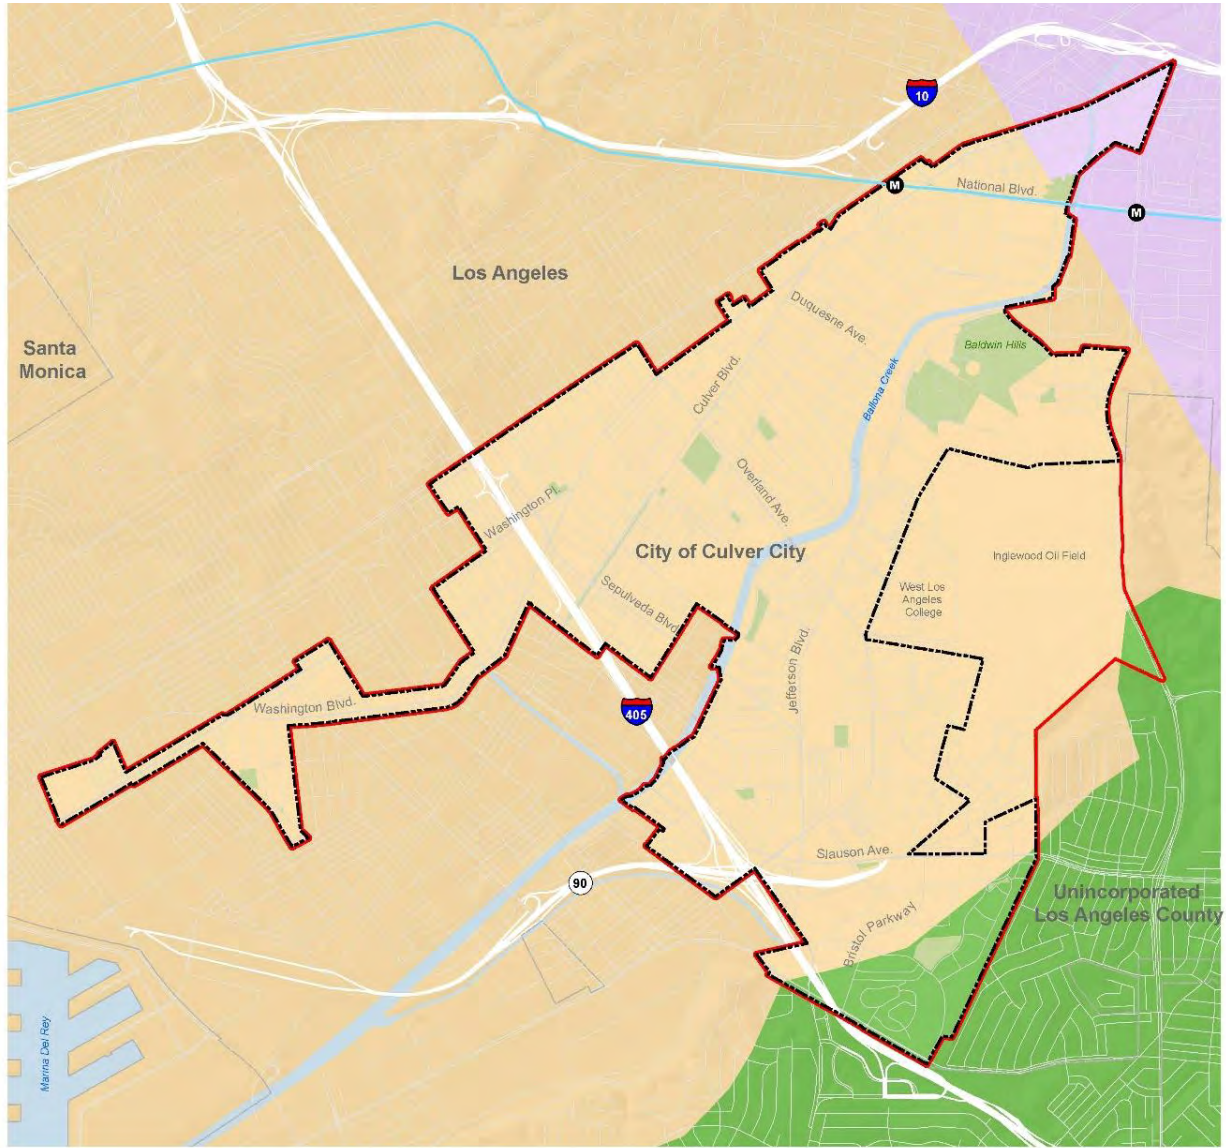 10
M
National Blvd.
M
Los Angeles
Duquesne Ave.
Santa
Monica
Baldwin Hills
Culver Blvd.
Ballona Creek
Overland Ave.
Washington Pl.
City of Culver City
Inglewood Oil Field
West Los
Angeles
College
Sepulveda Blvd.
Jefferson Blvd.
Washington Blvd.
405
Slauson Ave.
90
Unincorporated
Los Angeles County
Bristol Parkway
Marina Del Rey